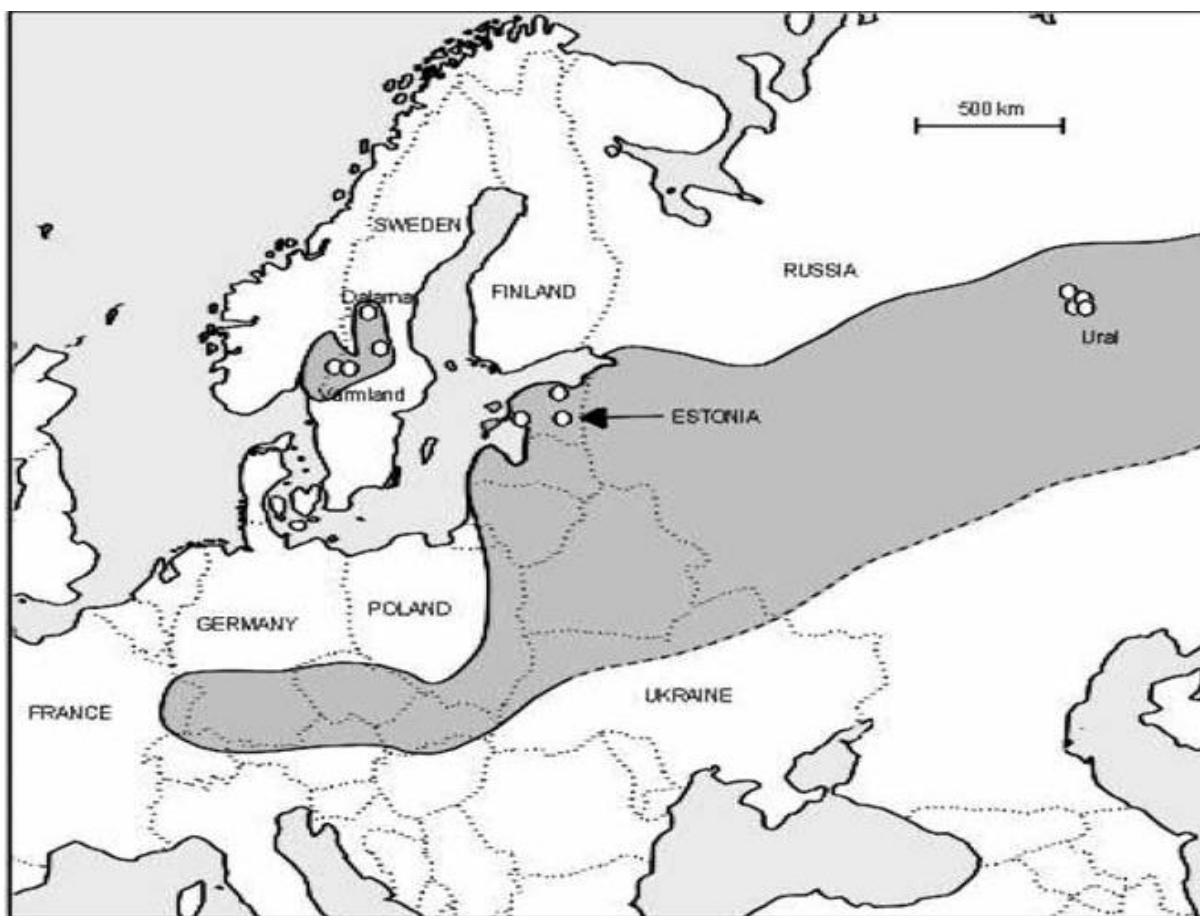 500 km
SWEDEN
RUSSIA
FINLAND
Dalarna
Ural
Värmland
ESTONIA
POLAND
GERMANY
UKRAINE
FRANCE